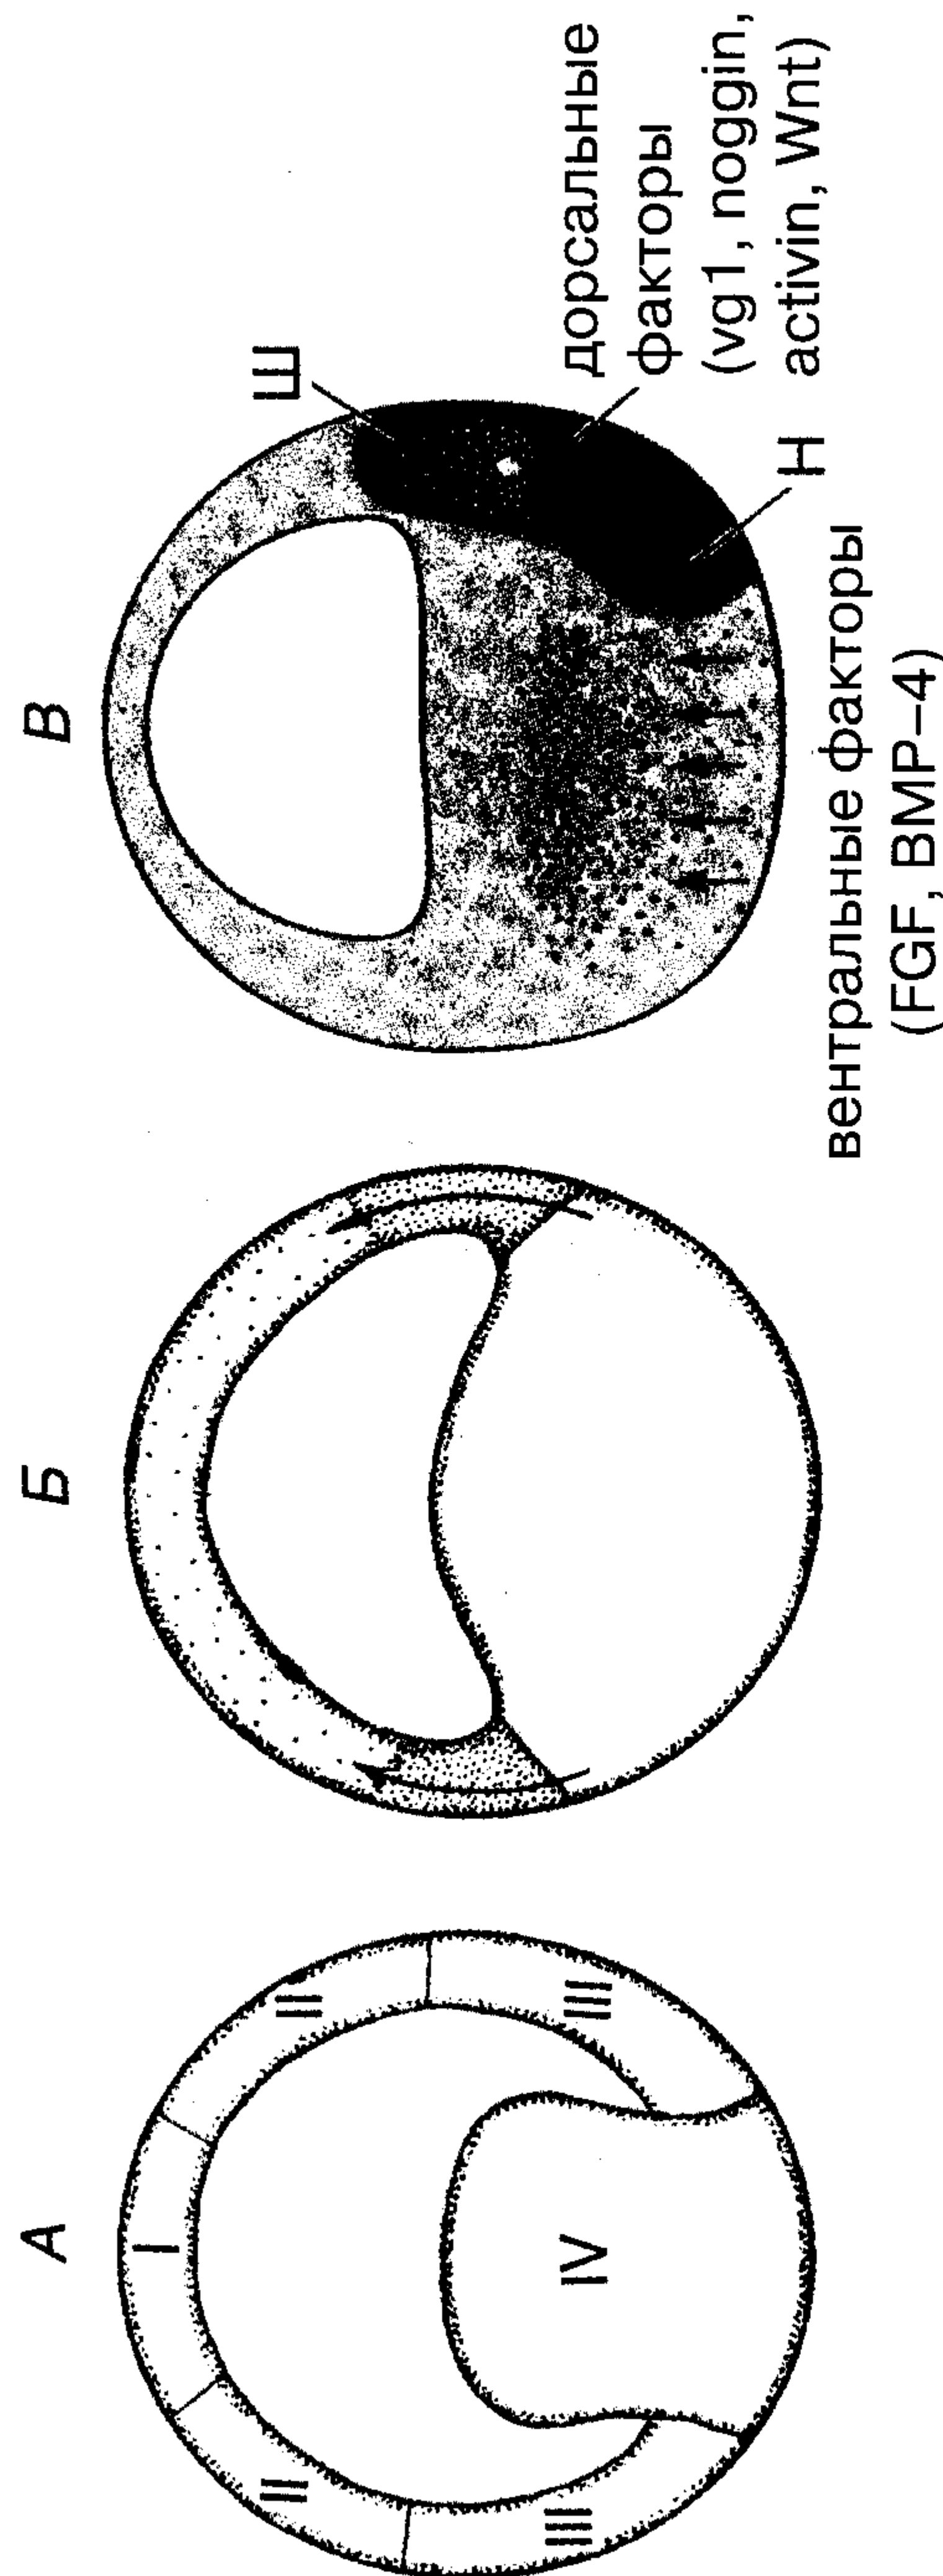 А
I
II
II
III
III
IV
Б
В
Ш
дорсальные
факторы
(vg1, noggin,
activin, Wnt)
Н
вентральные факторы
(FGF, BMP–4)